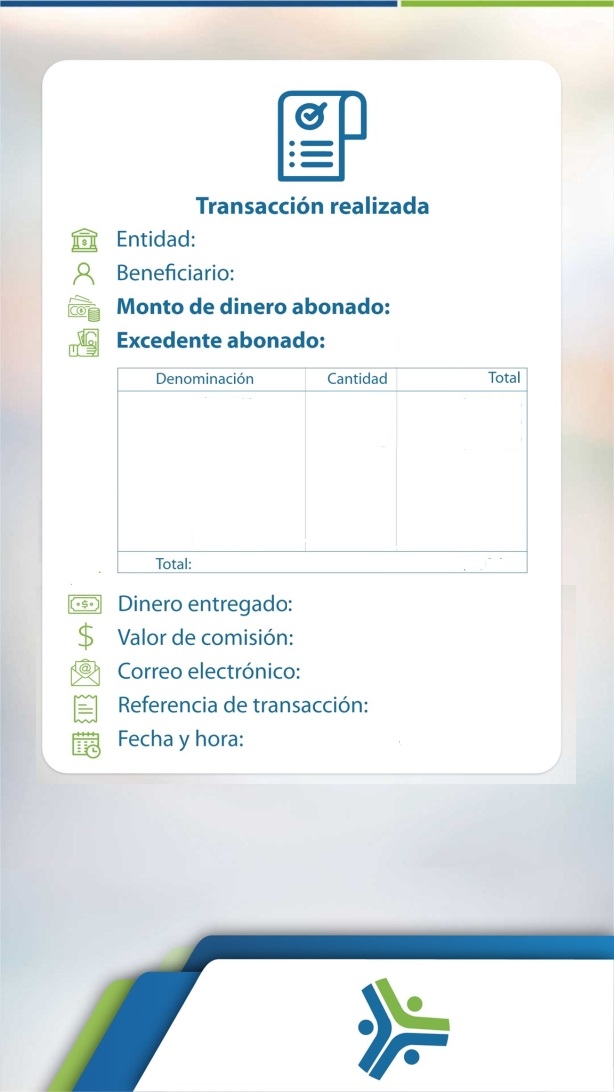 Transacción realizada
Entidad:
Beneficiario:
Monto de dinero abonado:
Excedente abonado:
Denominación Cantidad Total
Total:
Dinero entregado:
Valor de comisión:
Correo electrónico:
Referencia de transacción:
Fecha y hora: